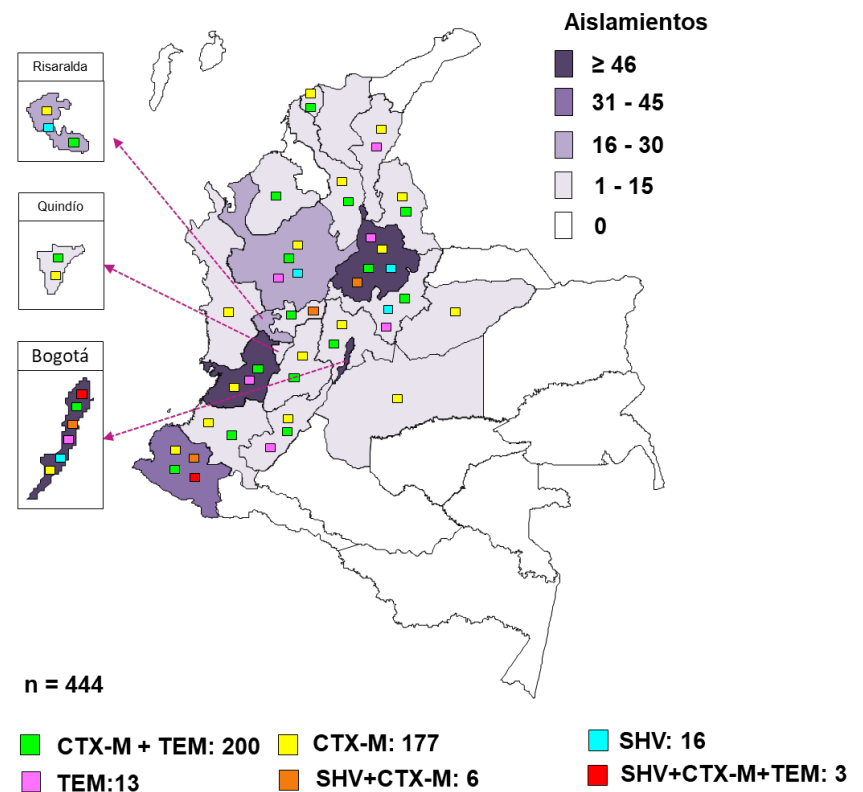 Aislamientos
≥ 46
31 - 45
16 - 30
1 - 15
0
Risaralda
Quindío
Bogotá
n = 444
CTX-M + TEM: 200
CTX-M: 177
SHV: 16
TEM:13
SHV+CTX-M: 6
SHV+CTX-M+TEM: 3